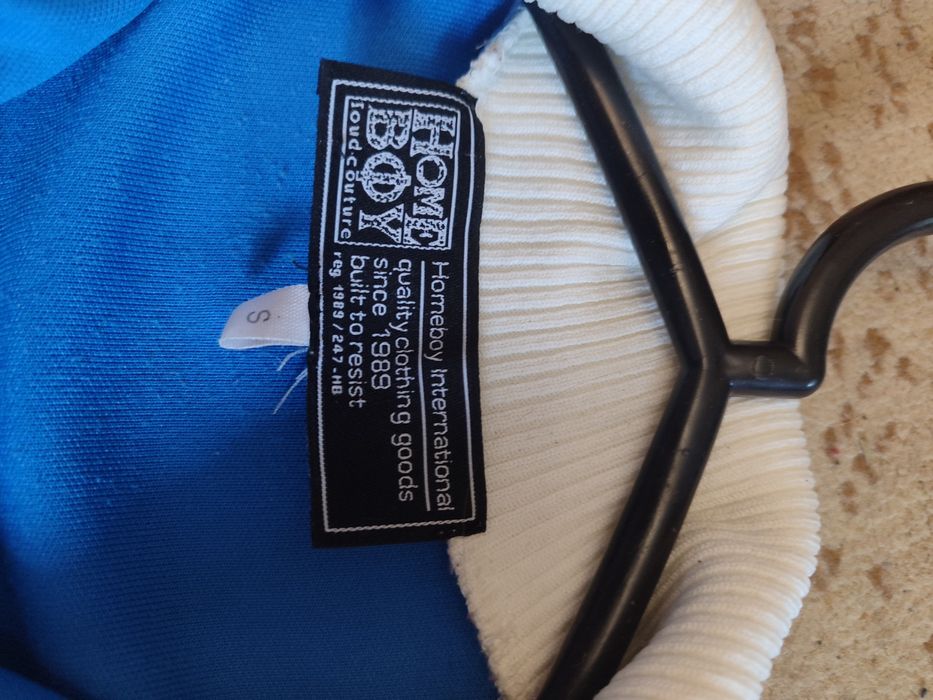 HOME
BOY
loud.couture
Homeboy International
quality clothing goods
since 1989
built to resist
reg. 1989/247-HB
S